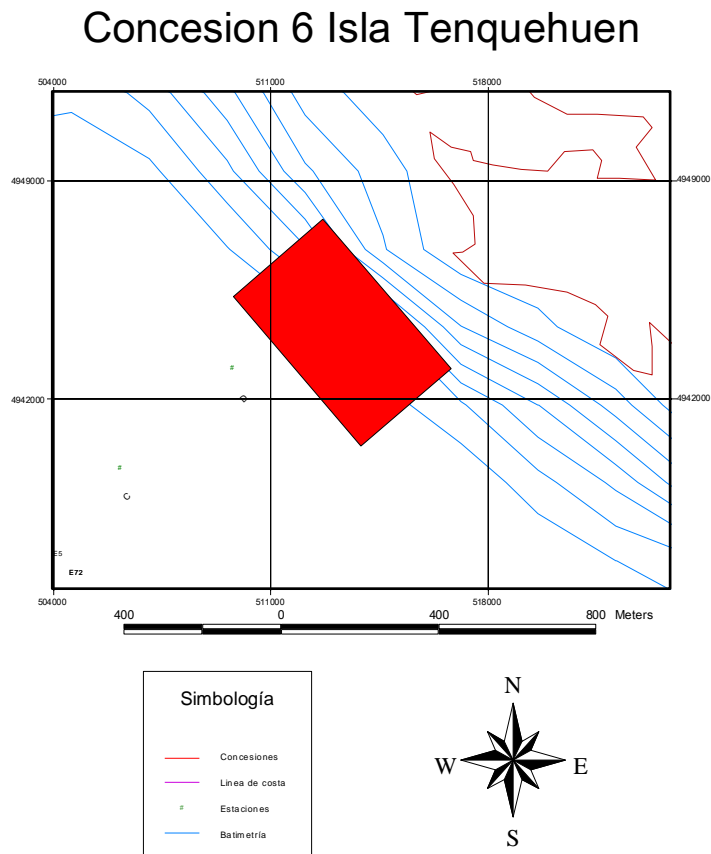 Concesion 6 Isla Tenquehuen
504000 511000 518000
4949000 4949000
4942000 4942000
#
D
#
C
E5
E72
504000 511000 518000
400 0 400 800 Meters
Simbología
Concesiones
Linea de costa
# Estaciones
Batimetría
N
W E
S